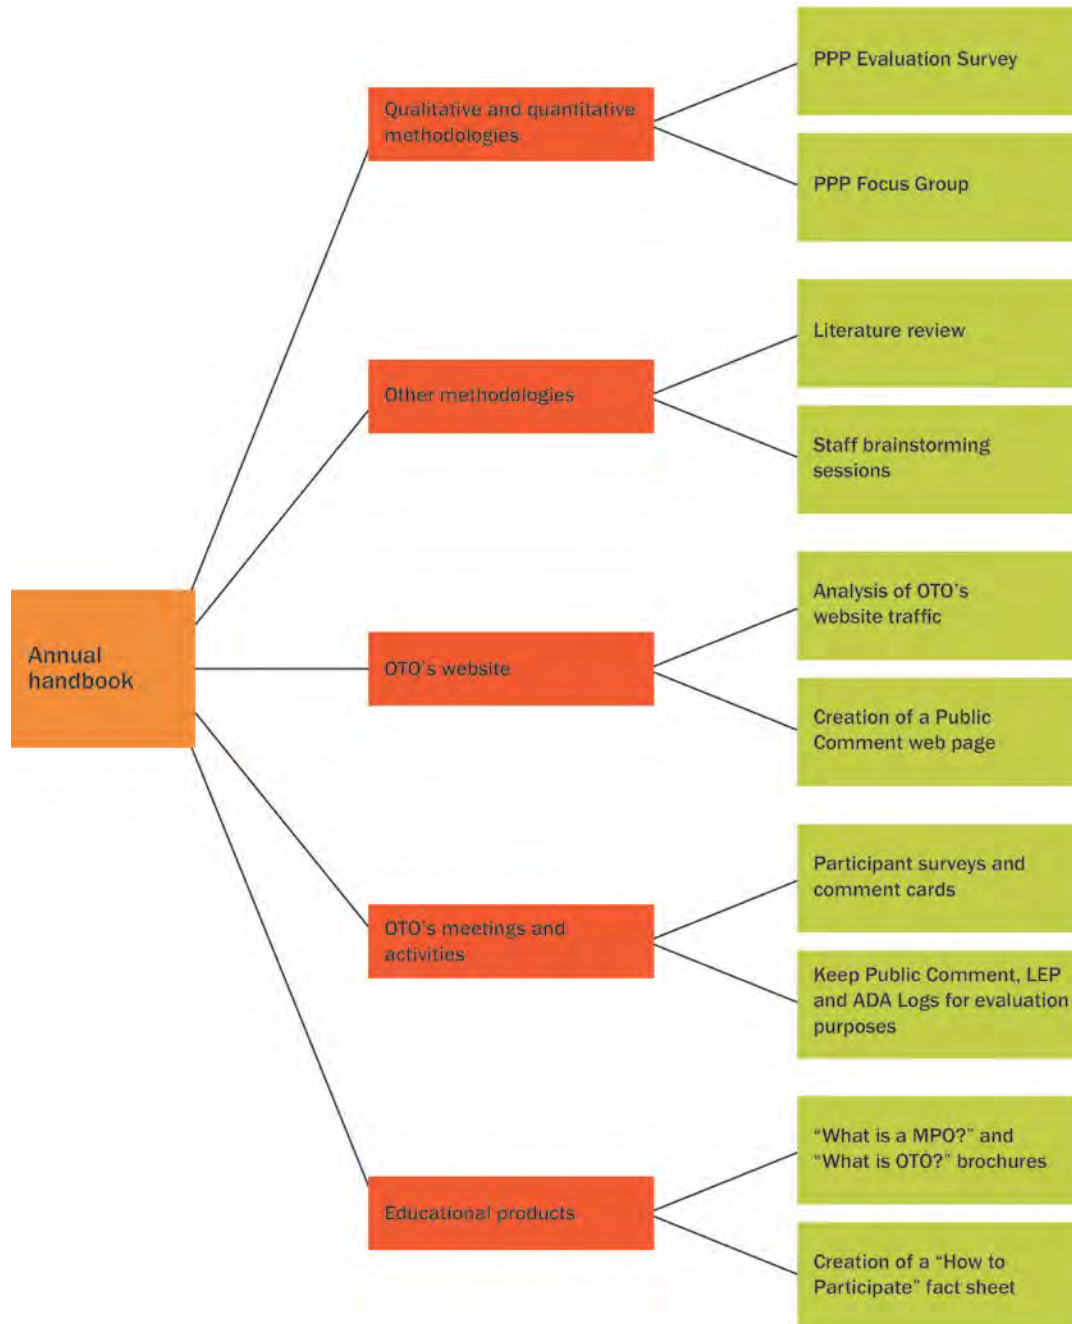 PPP Evaluation Survey
Qualitative and quantitative
methodologies
PPP Focus Group
Literature review
Other methodologies
Staff brainstorming
sessions
Annual
handbook
Analysis of OTO's
website traffic
OTO's website
Creation of a Public
Comment web page
Participant surveys and
comment cards
OTO's meetings and
activities
Keep Public Comment, LEP
and ADA Logs for evaluation
purposes
“What is a MPO?” and
“What is OTO?” brochures
Educational products
Creation of a “How to
Participate” fact sheet